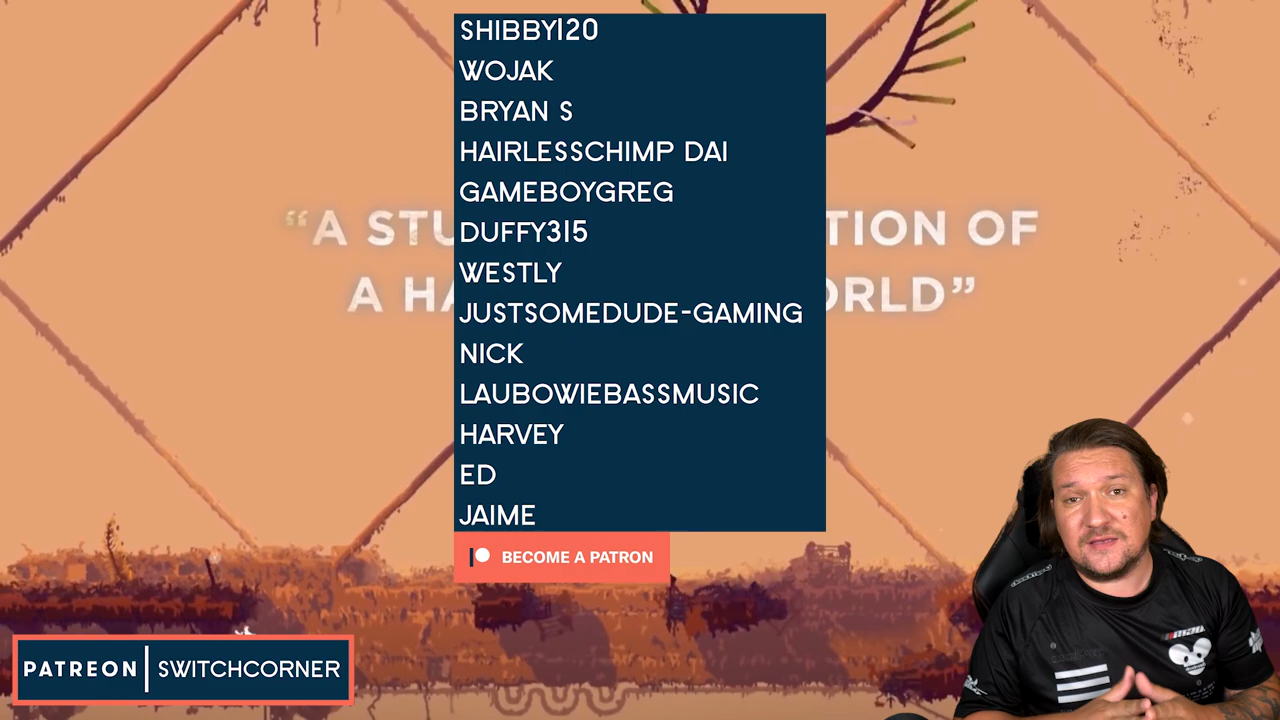 SHIBBY120
WOJAK
BRYAN S
HAIRLESSCHIMP DAI
GAMEBOYGREG
DUFFY315
WESTLY
JUSTSOMEDUDE-GAMING
NICK
LAUBOWIEBASSMUSIC
HARVEY
ED
JAIME
BECOME A PATRON
"A OF
A
PATREON SWITCHCORNER